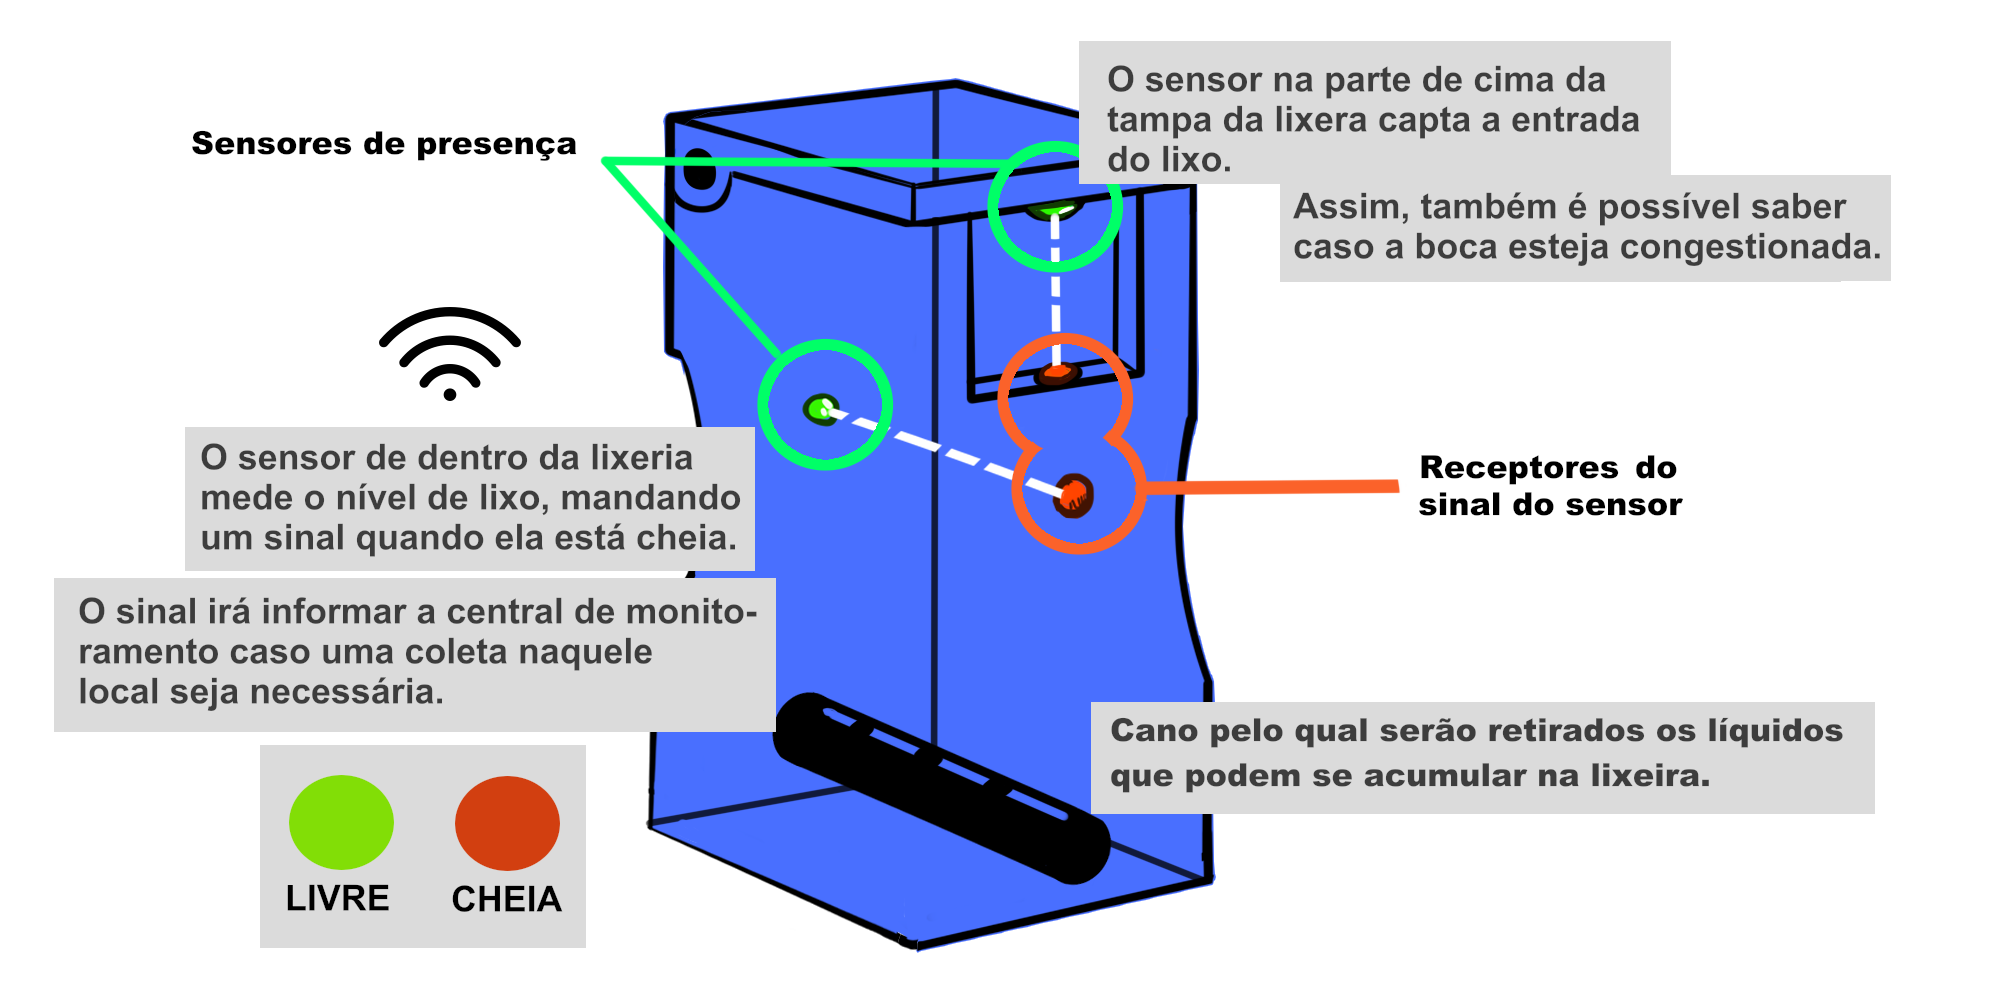 O sensor na parte de cima da
tampa da lixera capta a entrada
do lixo.
Sensores de presença
Assim, também é possível saber
caso a boca esteja congestionada.
O sensor de dentro da lixeria
mede o nível de lixo, mandando
um sinal quando ela está cheia.
Receptores do
sinal do sensor
O sinal irá informar a central de monito-
ramento caso uma coleta naquele
local seja necessária.
Cano pelo qual serão retirados os líquidos
que podem se acumular na lixeira.
LIVRE
CHEIA